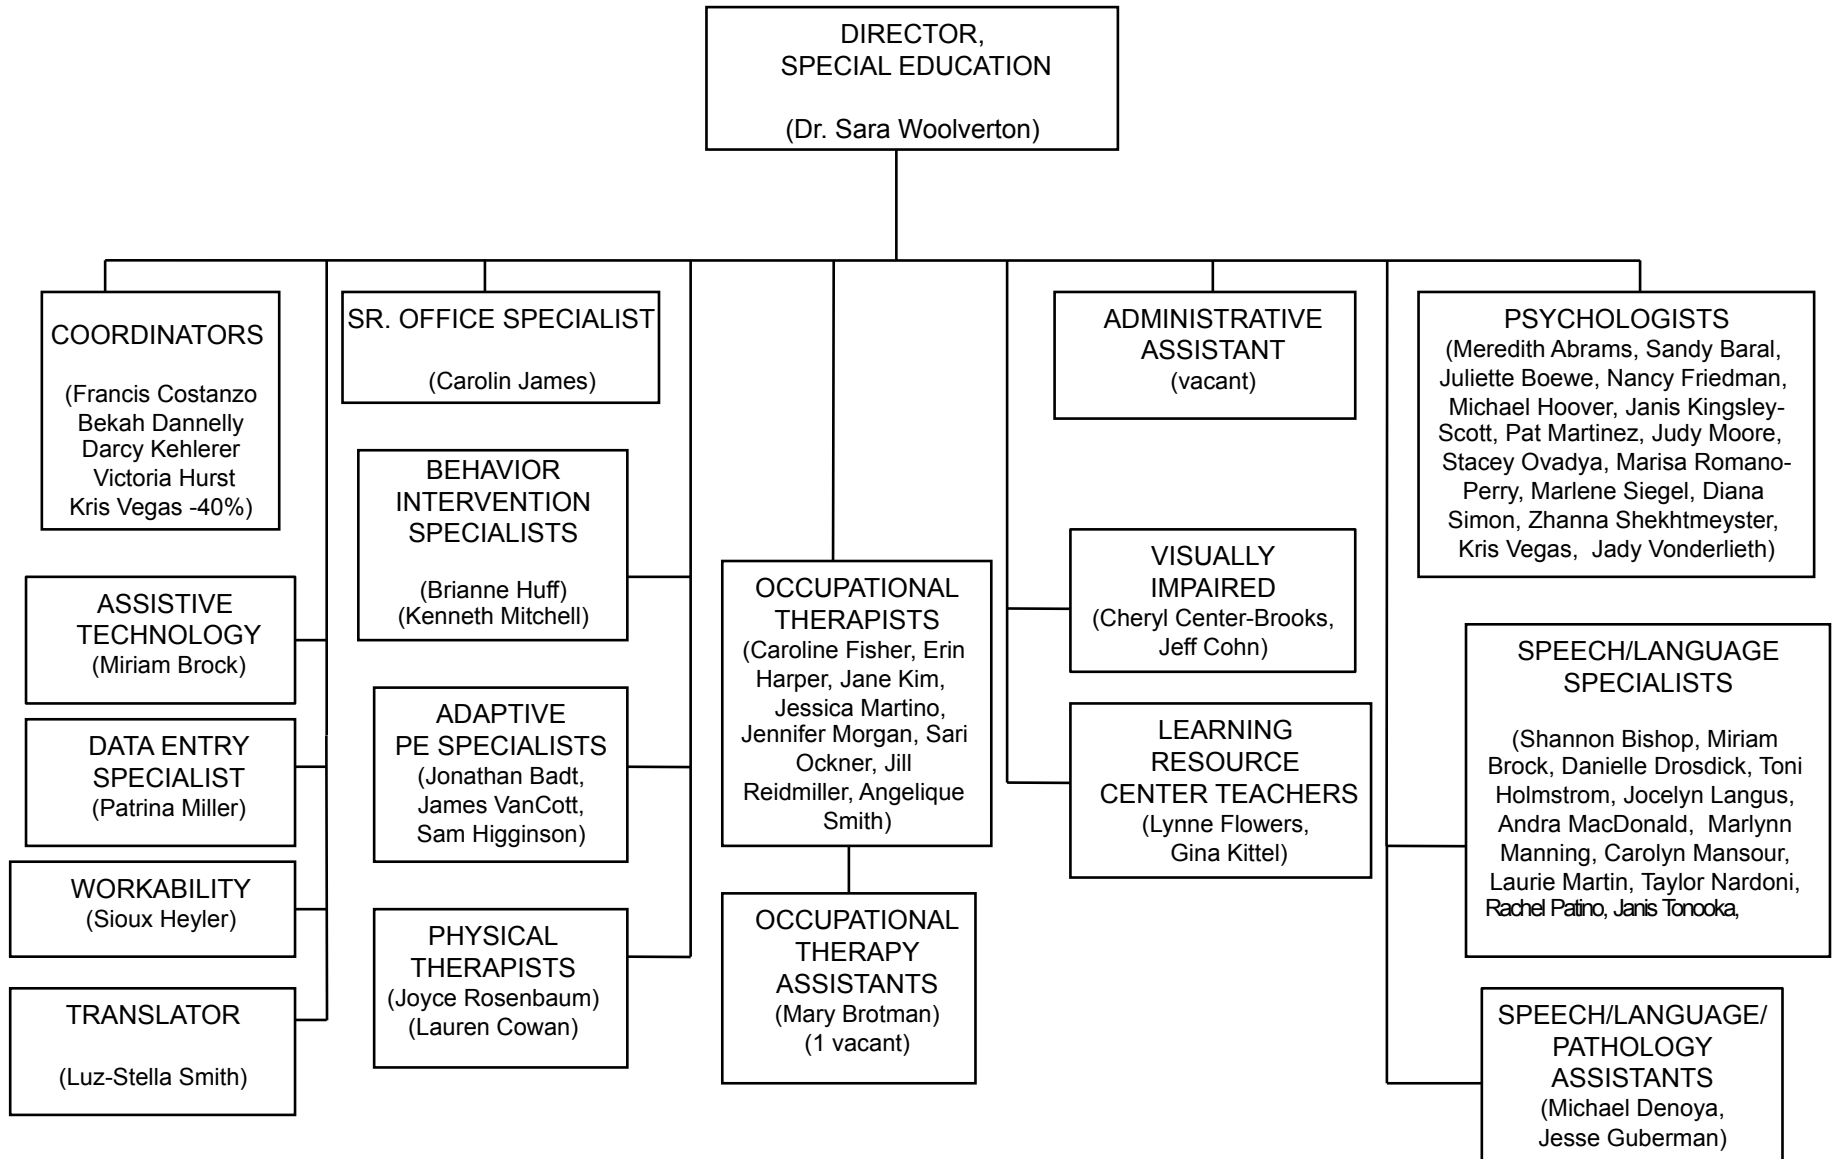 DIRECTOR,
SPECIAL EDUCATION
(Dr. Sara Woolverton)
COORDINATORS
(Francis Costanzo
Bekah Dannelly
Darcy Kehlerer
Victoria Hurst
Kris Vegas -40%)
ASSISTIVE
TECHNOLOGY
(Miriam Brock)
DATA ENTRY
SPECIALIST
(Patrina Miller)
WORKABILITY
(Sioux Heyler)
TRANSLATOR
(Luz-Stella Smith)
SR. OFFICE SPECIALIST
(Carolin James)
BEHAVIOR
INTERVENTION
SPECIALISTS
(Brianne Huff)
(Kenneth Mitchell)
ADAPTIVE
PE SPECIALISTS
(Jonathan Badt,
James VanCott,
Sam Higginson)
PHYSICAL
THERAPISTS
(Joyce Rosenbaum)
(Lauren Cowan)
OCCUPATIONAL
THERAPISTS
(Caroline Fisher, Erin
Harper, Jane Kim,
Jessica Martino,
Jennifer Morgan, Sari
Ockner, Jill
Reidmiller, Angelique
Smith)
OCCUPATIONAL
THERAPY
ASSISTANTS
(Mary Brotman)
(1 vacant)
ADMINISTRATIVE
ASSISTANT
(vacant)
VISUALLY
IMPAIRED
(Cheryl Center-Brooks,
Jeff Cohn)
LEARNING
RESOURCE
CENTER TEACHERS
(Lynne Flowers,
Gina Kittel)
PSYCHOLOGISTS
(Meredith Abrams, Sandy Baral,
Juliette Boewe, Nancy Friedman,
Michael Hoover, Janis Kingsley-
Scott, Pat Martinez, Judy Moore,
Stacey Ovadya, Marisa Romano-
Perry, Marlene Siegel, Diana
Simon, Zhanna Shekhtmeyster,
Kris Vegas, Jady Vonderlieth)
SPEECH/LANGUAGE
SPECIALISTS
(Shannon Bishop, Miriam
Brock, Danielle Drosdick, Toni
Holmstrom, Jocelyn Langus,
Andra MacDonald, Marlynn
Manning, Carolyn Mansour,
Laurie Martin, Taylor Nardoni,
Rachel Patino, Janis Tonooka,
SPEECH/LANGUAGE/
PATHOLOGY
ASSISTANTS
(Michael Denoya,
Jesse Guberman)